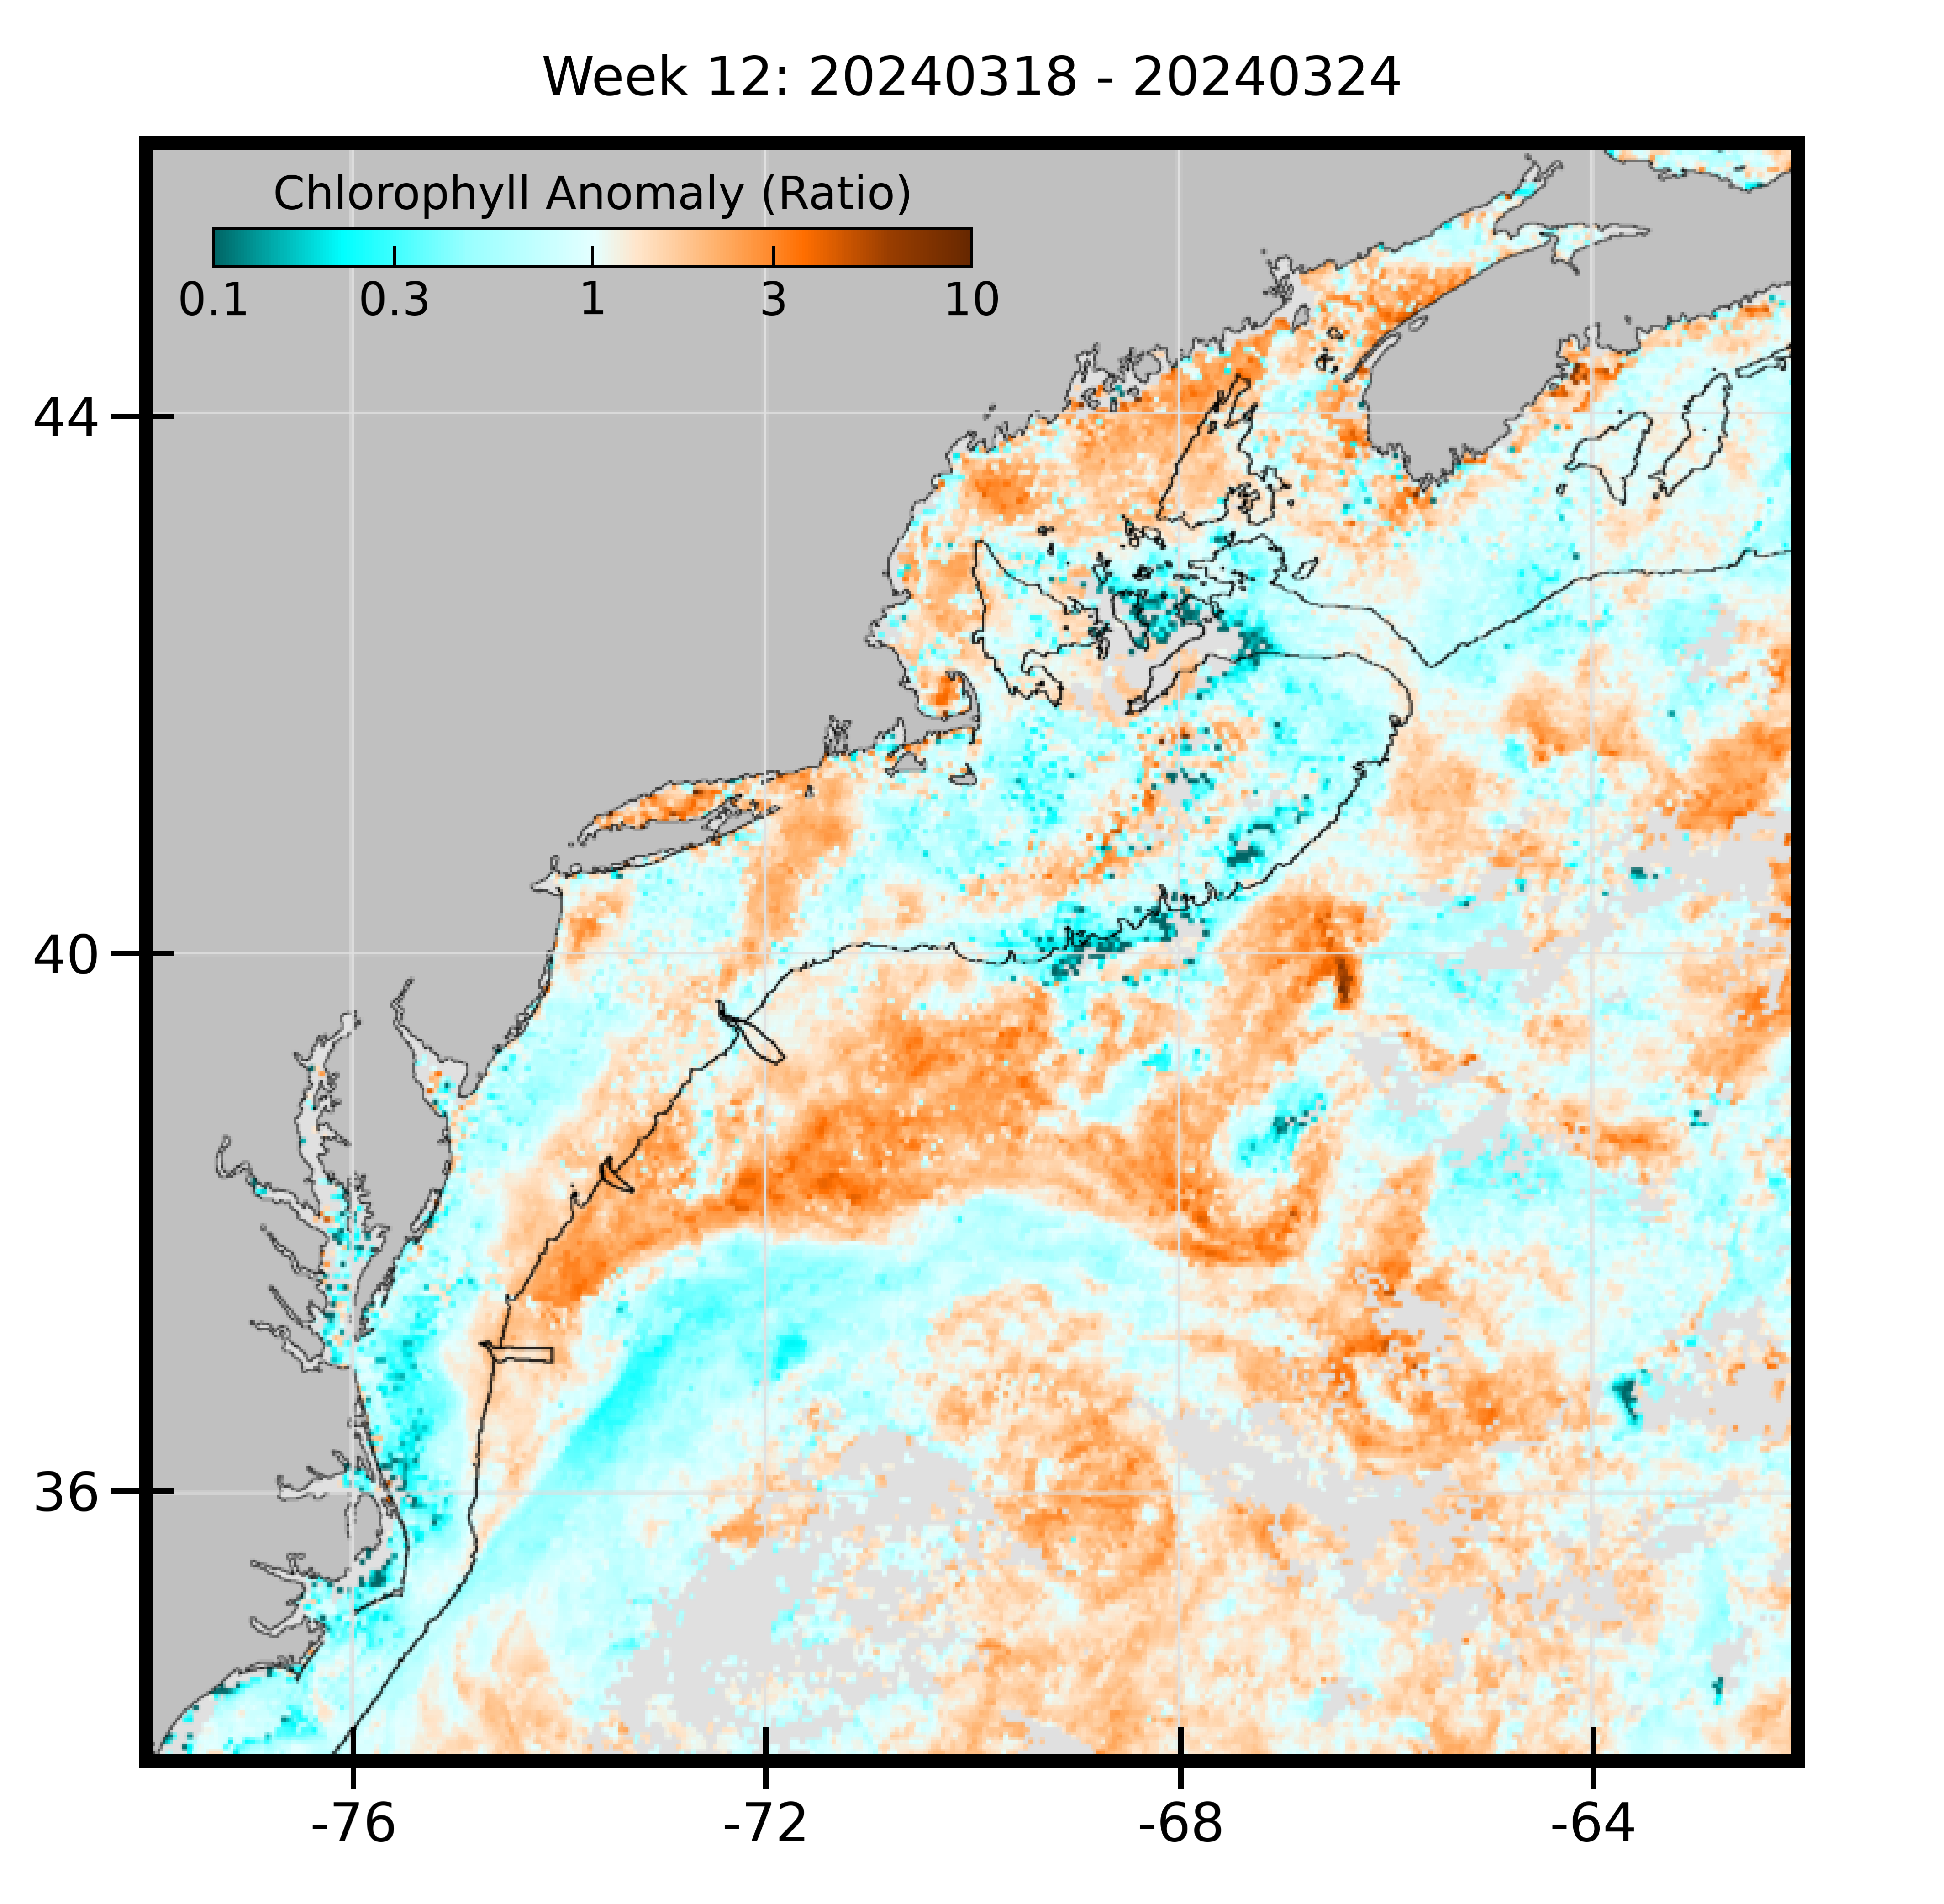 Week 12: 20240318 - 20240324
Chlorophyll Anomaly (Ratio)
0.1 0.3 1 3 10
44
40
36
-76 -72 -68 -64